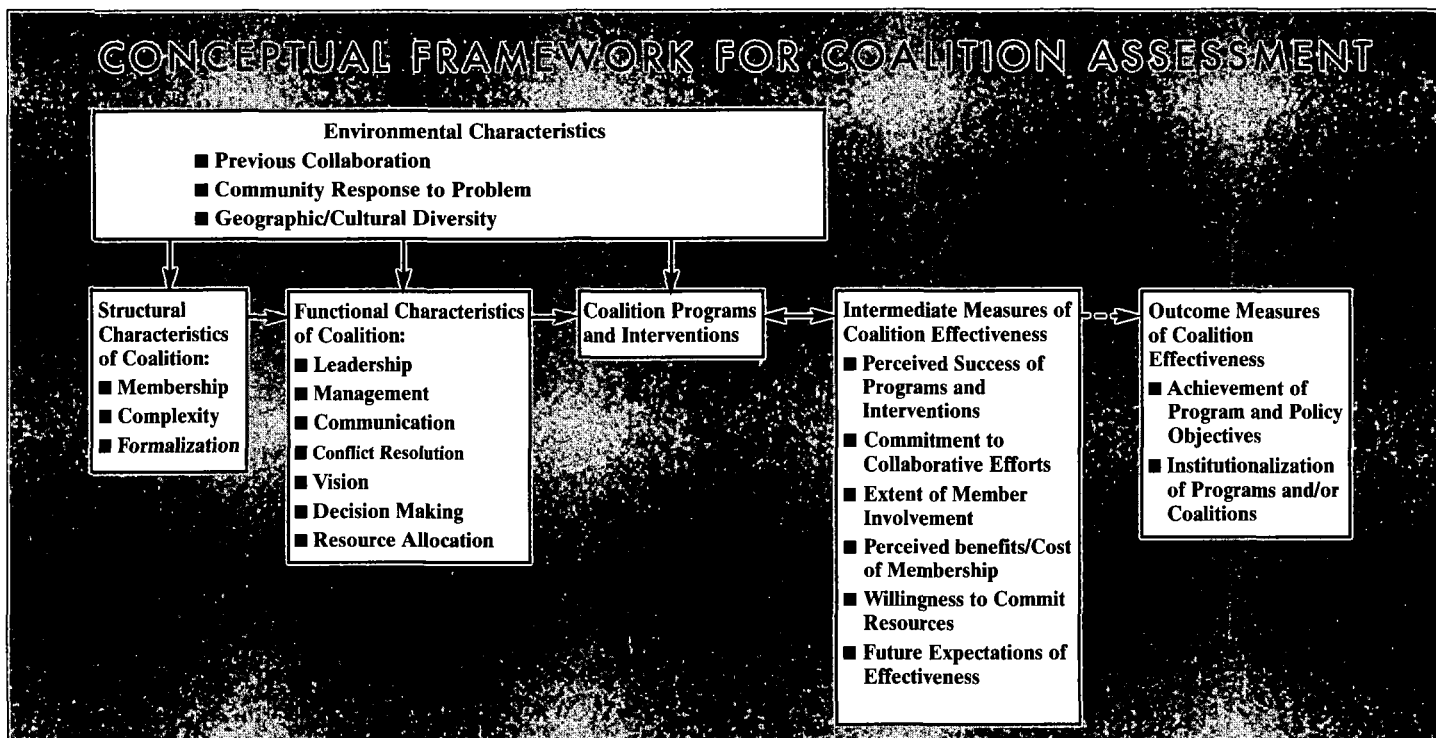 CONCEPTUAL FRAMEWORK FOR COALITION ASSESSMENT
Environmental Characteristics
■ Previous Collaboration
■ Community Response to Problem
■ Geographic/Cultural Diversity
Structural
Characteristics
of Coalition:
■ Membership
■ Complexity
■ Formalization
Functional Characteristics
of Coalition:
■ Leadership
■ Management
■ Communication
■ Conflict Resolution
■ Vision
■ Decision Making
■ Resource Allocation
Coalition Programs
and Interventions
Intermediate Measures of
Coalition Effectiveness
■ Perceived Success of
Programs and
Interventions
■ Commitment to
Collaborative Efforts
■ Extent of Member
Involvement
■ Perceived benefits/Cost
of Membership
■ Willingness to Commit
Resources
■ Future Expectations of
Effectiveness
Outcome Measures
of Coalition
Effectiveness
■ Achievement of
Program and Policy
Objectives
■ Institutionalization
of Programs and/or
Coalitions